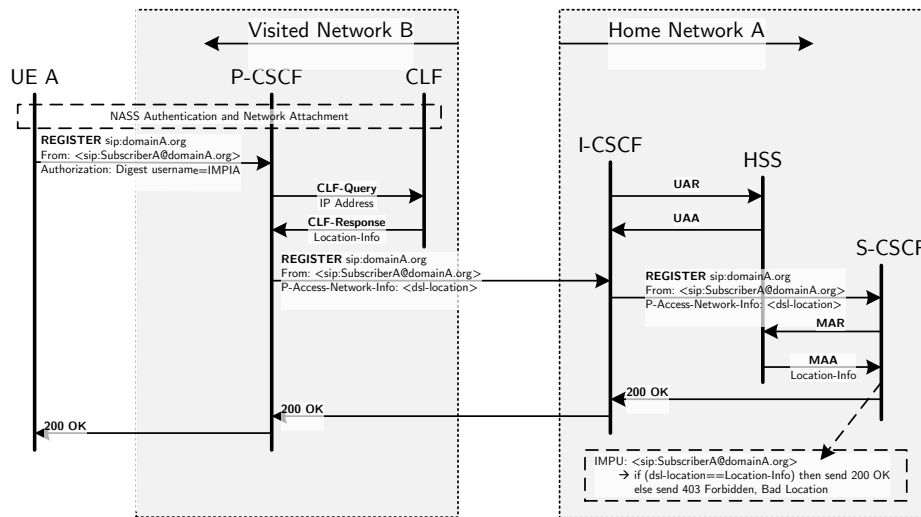 Visited Network B
Home Network A
UE A
P-CSCF
CLF
NASS Authentication and Network Attachment
REGISTER sip:domainA.org
From: <sip:SubscriberA@domainA.org>
Authorization: Digest username=IMPIA
I-CSCF
HSS
CLF-Query
IP Address
UAR
CLF-Response
Location-Info
UAA
S-CSCF
REGISTER sip:domainA.org
From: <sip:SubscriberA@domainA.org>
P-Access-Network-Info: <dsl-location>
REGISTER sip:domainA.org
From: <sip:SubscriberA@domainA.org>
P-Access-Network-Info: <dsl-location>
MAR
MAA
Location-Info
200 OK
200 OK
200 OK
IMPU: <sip:SubscriberA@domainA.org>
→ if (dsl-location==Location-Info) then send 200 OK
else send 403 Forbidden, Bad Location